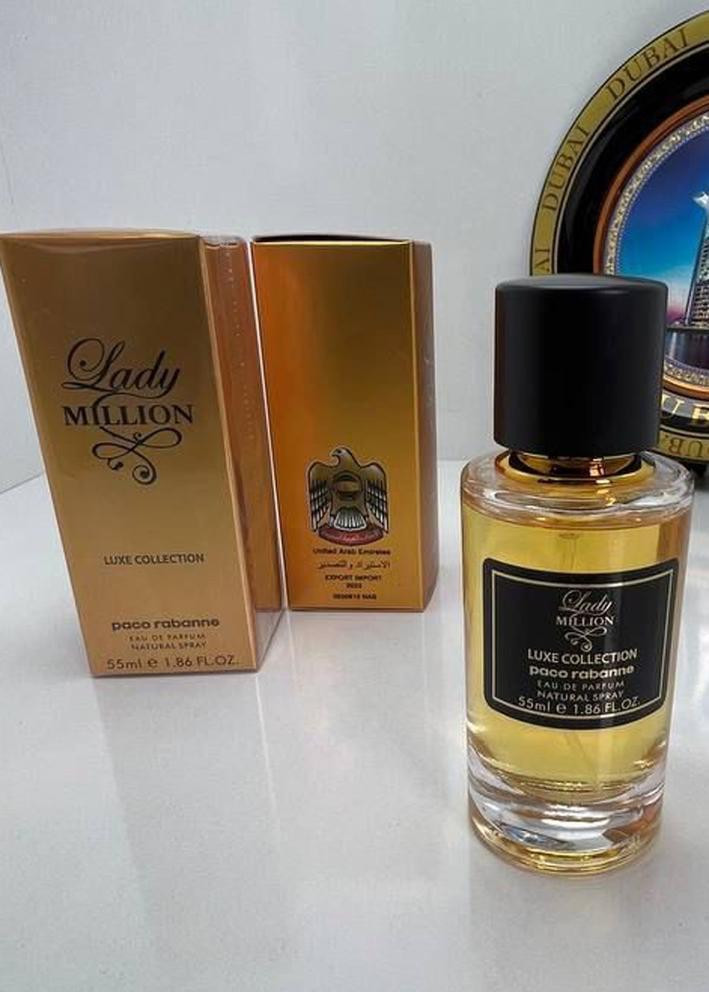 DUBAI DUBAI
Lady
MILLION
LUXE COLLECTION
paco rabanne
EAU DE PARFUM
NATURAL SPRAY
55ml e 1.86 FL.OZ.
United Arab Emirates
الاستيراد والتصدير
EXPORT IMPORT
Lady
MILLION
LUXE COLLECTION
paco rabanne
EAU DE PARFUM
NATURAL SPRAY
55ml e 1.86 FL.OZ.